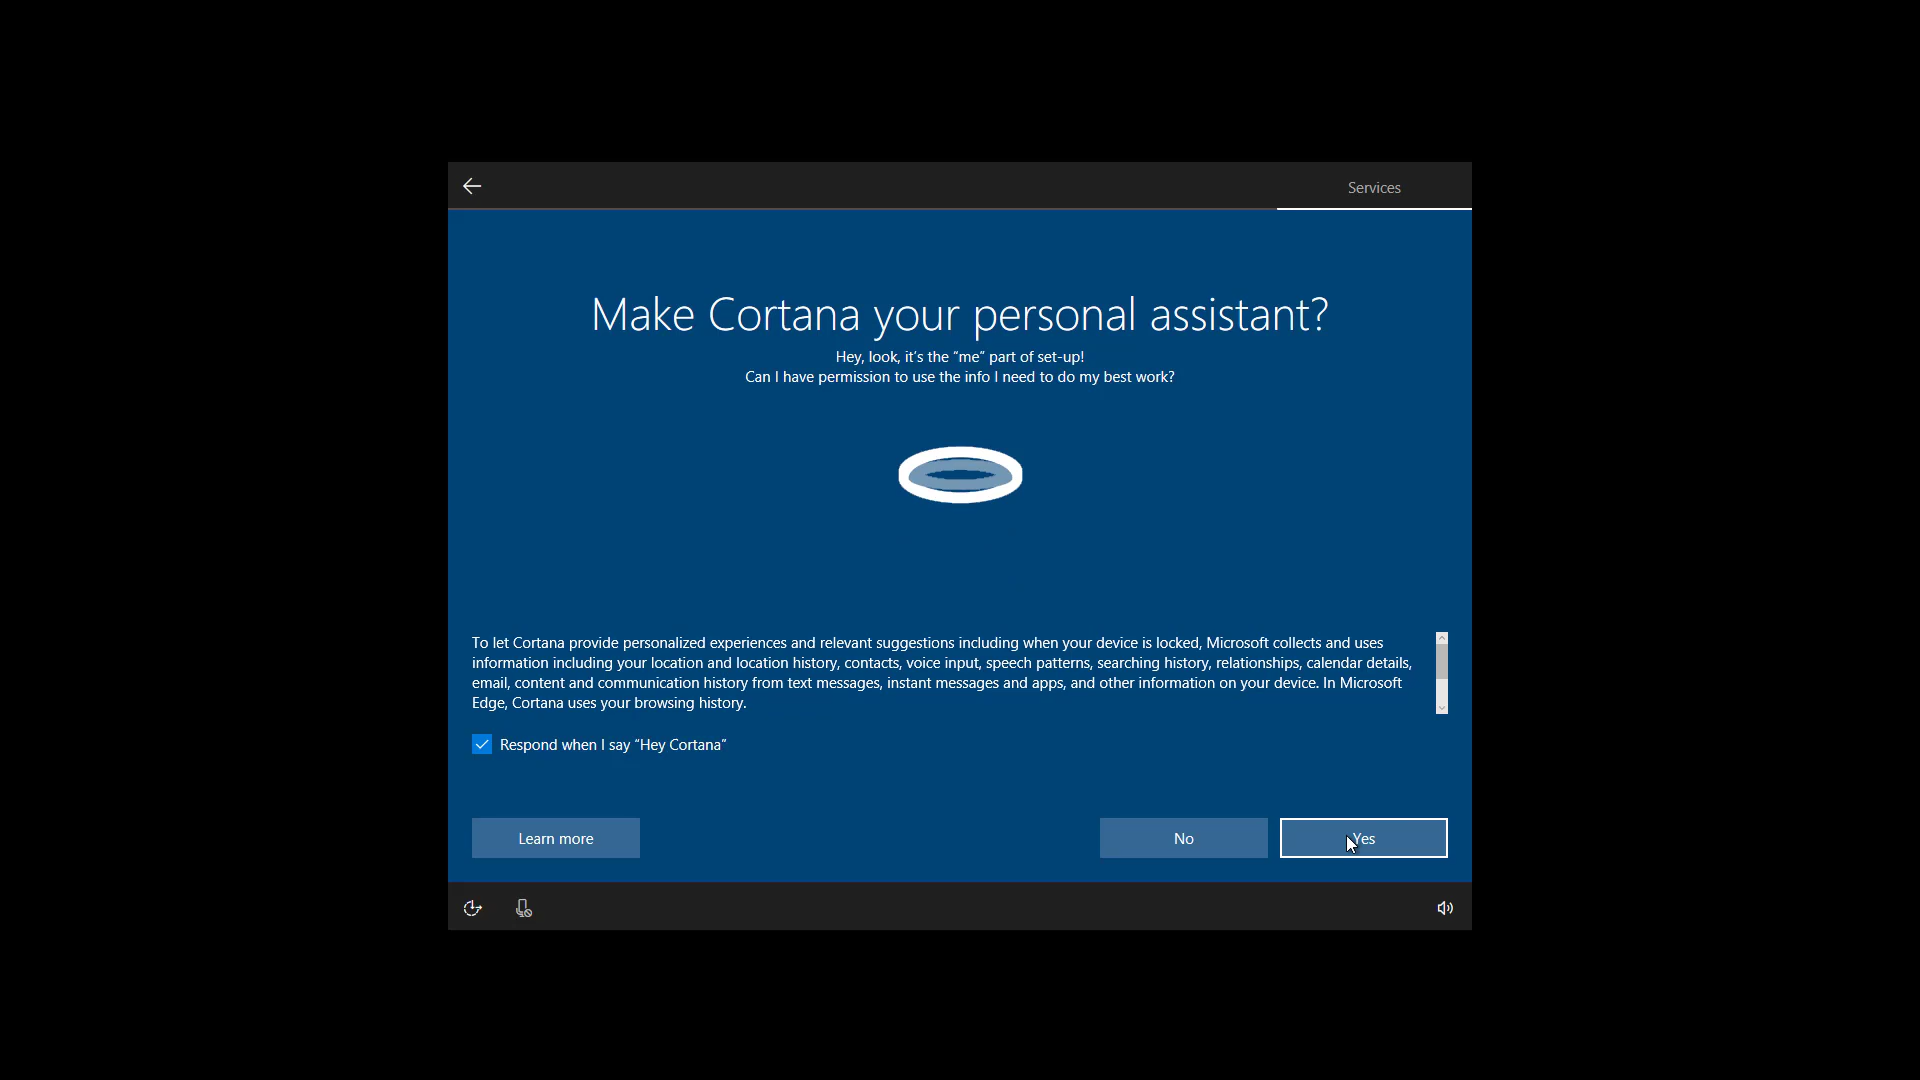 Services
Make Cortana your personal assistant?
Hey, look, it’s the “me” part of set-up!
Can I have permission to use the info I need to do my best work?
To let Cortana provide personalized experiences and relevant suggestions including when your device is locked, Microsoft collects and uses
information including your location and location history, contacts, voice input, speech patterns, searching history, relationships, calendar details,
email, content and communication history from text messages, instant messages and apps, and other information on your device. In Microsoft
Edge, Cortana uses your browsing history.
Respond when I say “Hey Cortana”
Learn more
No
Yes